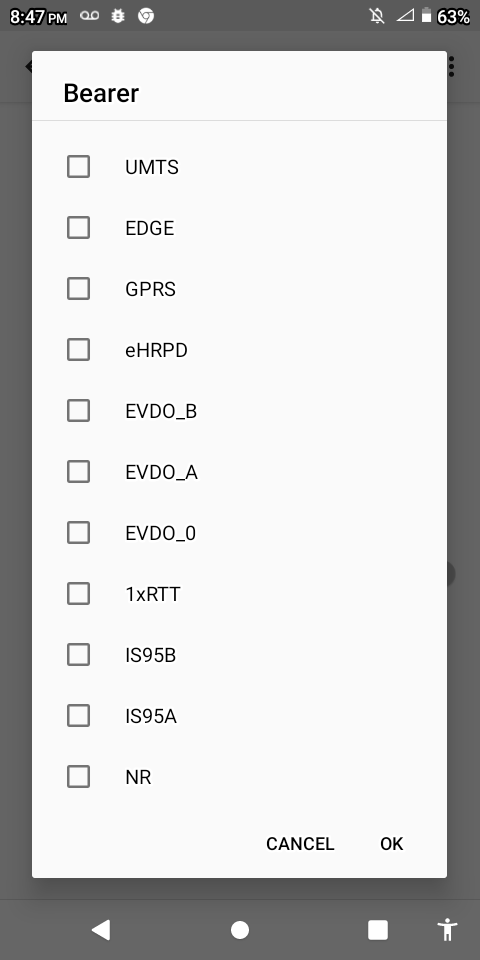 8:47 PM 63%
Bearer
UMTS
EDGE
GPRS
eHRPD
EVDO_B
EVDO_A
EVDO_0
1xRTT
IS95B
IS95A
NR
CANCEL OK